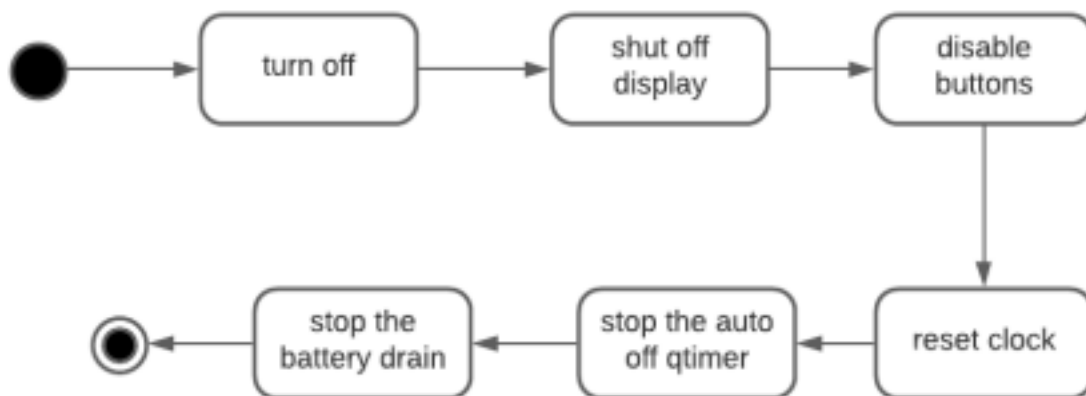 turn off
shut off
display
disable
buttons
reset clock
stop the auto
off qtimer
stop the
battery drain